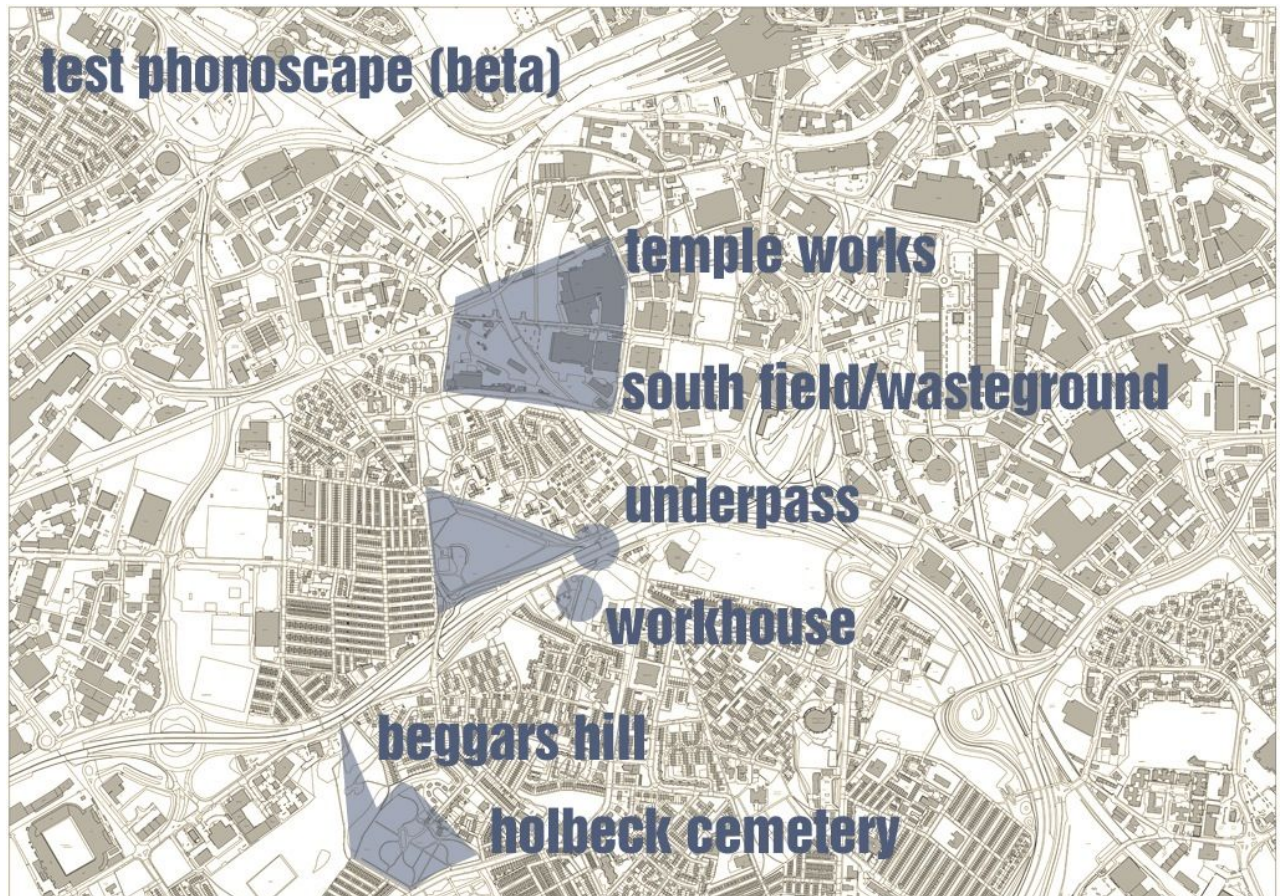 test phonoscape (beta)
temple works
south field/wasteground
underpass
workhouse
beggars hill
holbeck cemetery